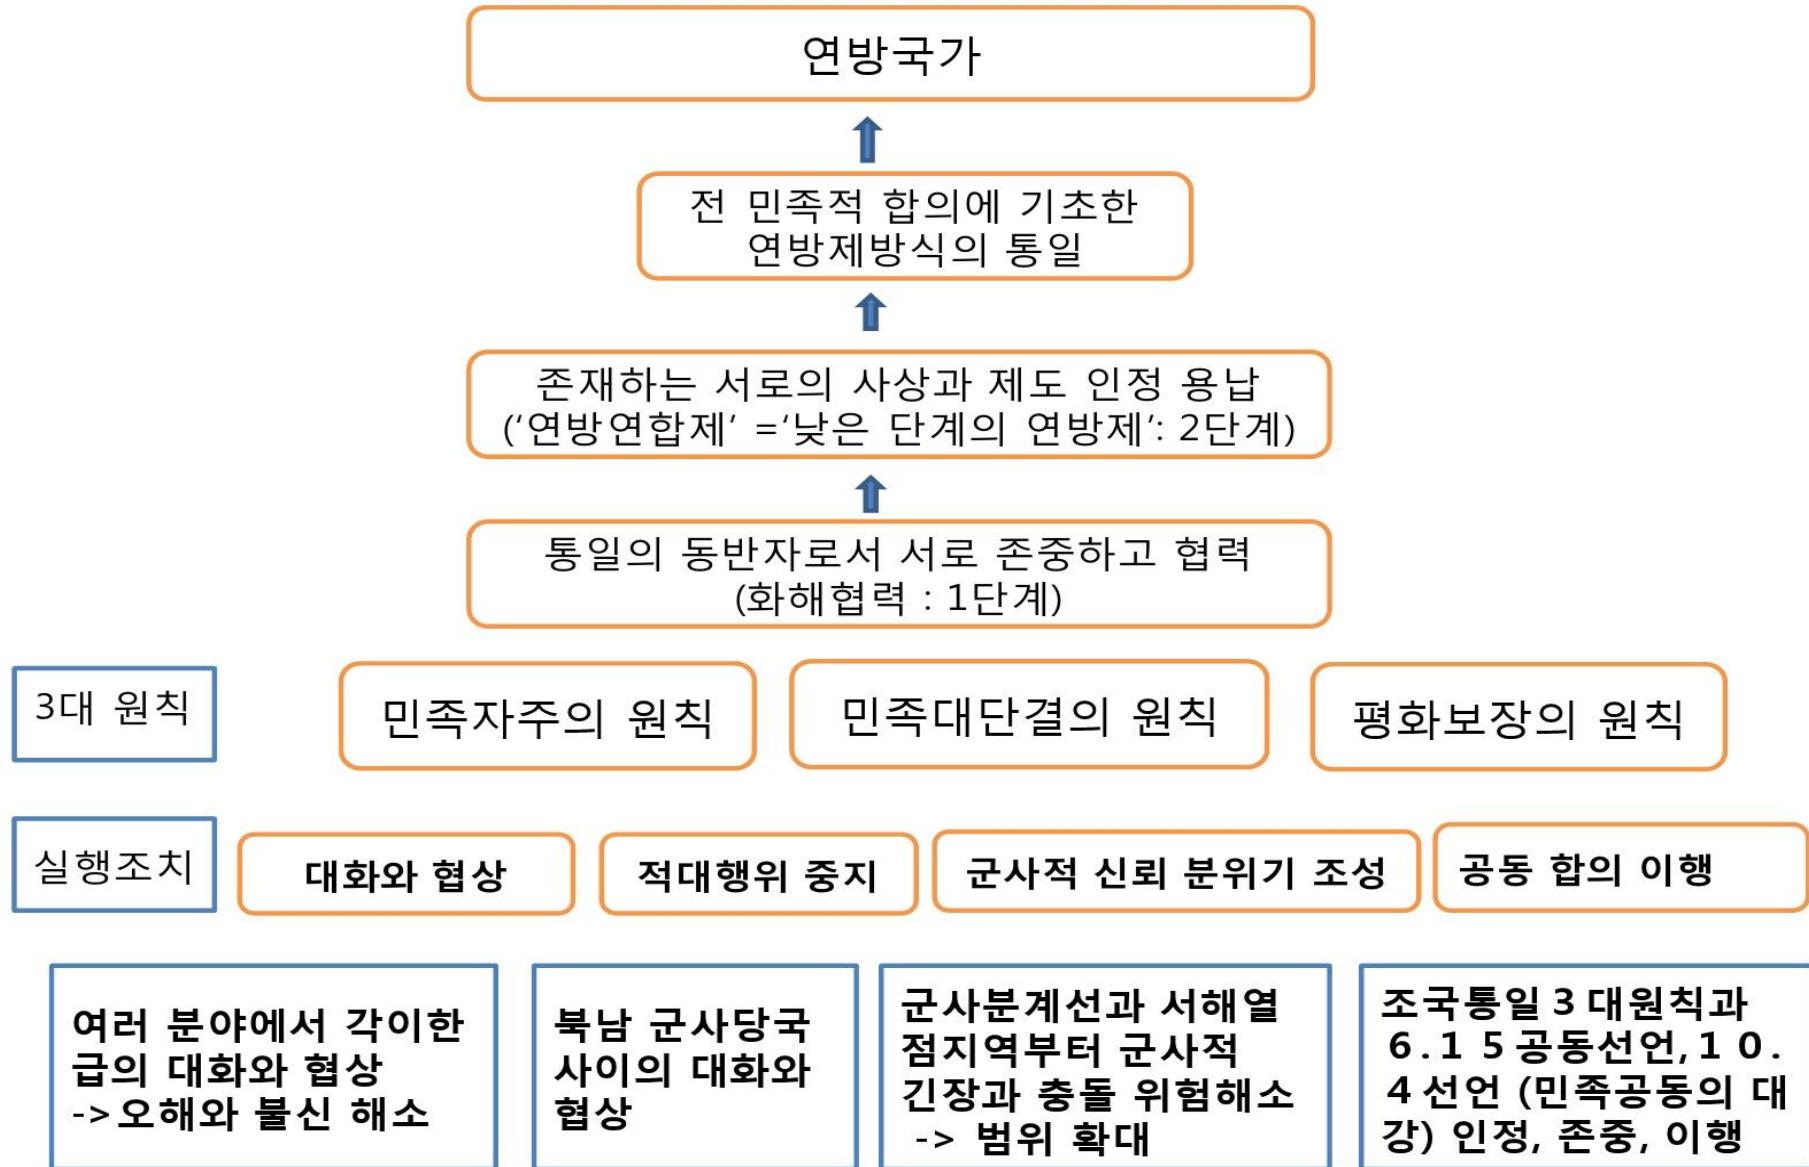 연방국가
전 민족적 합의에 기초한
연방제방식의 통일
존재하는 서로의 사상과 제도 인정 용납
(‘연방연합제’ =‘낮은 단계의 연방제’: 2단계)
통일의 동반자로서 서로 존중하고 협력
(화해협력 : 1단계)
3대 원칙
민족자주의 원칙
민족대단결의 원칙
평화보장의 원칙
실행조치
대화와 협상
적대행위 중지
군사적 신뢰 분위기 조성
공동 합의 이행
여러 분야에서 각이한
급의 대화와 협상
->오해와 불신 해소
북남 군사당국
사이의 대화와
협상
군사분계선과 서해열
점지역부터 군사적
긴장과 충돌 위험해소
-> 범위 확대
조국통일 3 대원칙과
6.1 5 공동선언, 1 0.
4 선언 (민족공동의 대
강) 인정, 존중, 이행